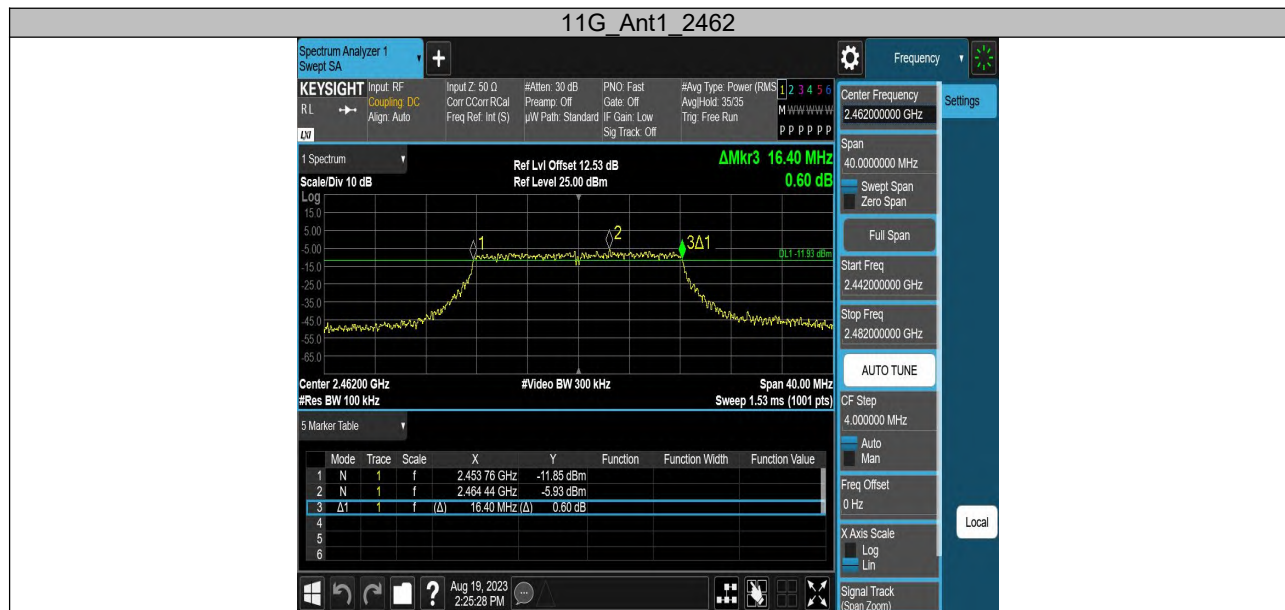 11G_Ant1_2462
Spectrum Analyzer 1
Swept SA
+
Frequency
KEYSIGHT
RL
LXI
Input: RF
Coupling: DC
Align: Auto
Input Z: 50 Ω
Corr CCorr RCal
Freq Ref: Int (S)
#Atten: 30 dB
Preamp: Off
µW Path: Standard
PNO: Fast
Gate: Off
IF Gain: Low
Sig Track: Off
#Avg Type: Power (RMS
Avg|Hold: 35/35
Trig: Free Run
1 2 3 4 5 6
M W W W W W
P P P P P P
1 Spectrum
Scale/Div 10 dB
Ref Lvl Offset 12.53 dB
Ref Level 25.00 dBm
ΔMkr3 16.40 MHz
0.60 dB
Log
15.0
5.00
-5.00
-15.0
-25.0
-35.0
-45.0
-55.0
-65.0
1
2
3Δ1
DL1 -11.93 dBm
Center 2.46200 GHz
#Video BW 300 kHz
Span 40.00 MHz
#Res BW 100 kHz
Sweep 1.53 ms (1001 pts)
5 Marker Table
Mode Trace Scale X Y Function Function Width Function Value
1 N 1 f 2.453 76 GHz -11.85 dBm
2 N 1 f 2.464 44 GHz -5.93 dBm
3 Δ1 1 f (Δ) 16.40 MHz (Δ) 0.60 dB
4
5
6
?
Aug 19, 2023
2:25:28 PM
Center Frequency
2.462000000 GHz
Settings
Span
40.0000000 MHz
Swept Span
Zero Span
Full Span
Start Freq
2.442000000 GHz
Stop Freq
2.482000000 GHz
AUTO TUNE
CF Step
4.000000 MHz
Auto
Man
Freq Offset
0 Hz
Local
X Axis Scale
Log
Lin
Signal Track
(Span Zoom)